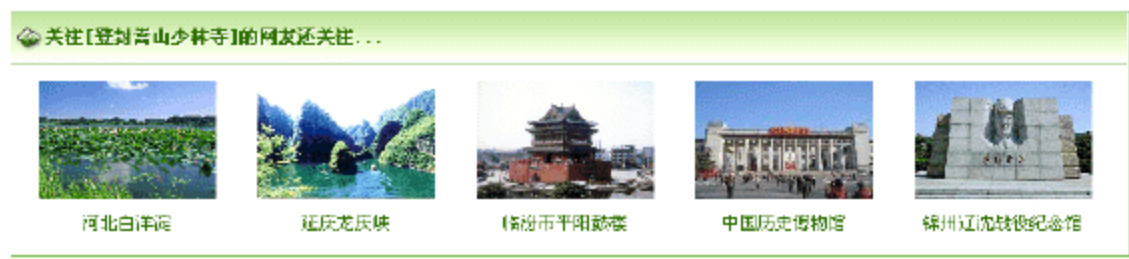 关注[登封嵩山少林寺]的网友还关注...
河北白洋淀
延庆龙庆峡
临汾市平阳鼓楼
中国历史博物馆
锦州辽沈战役纪念馆